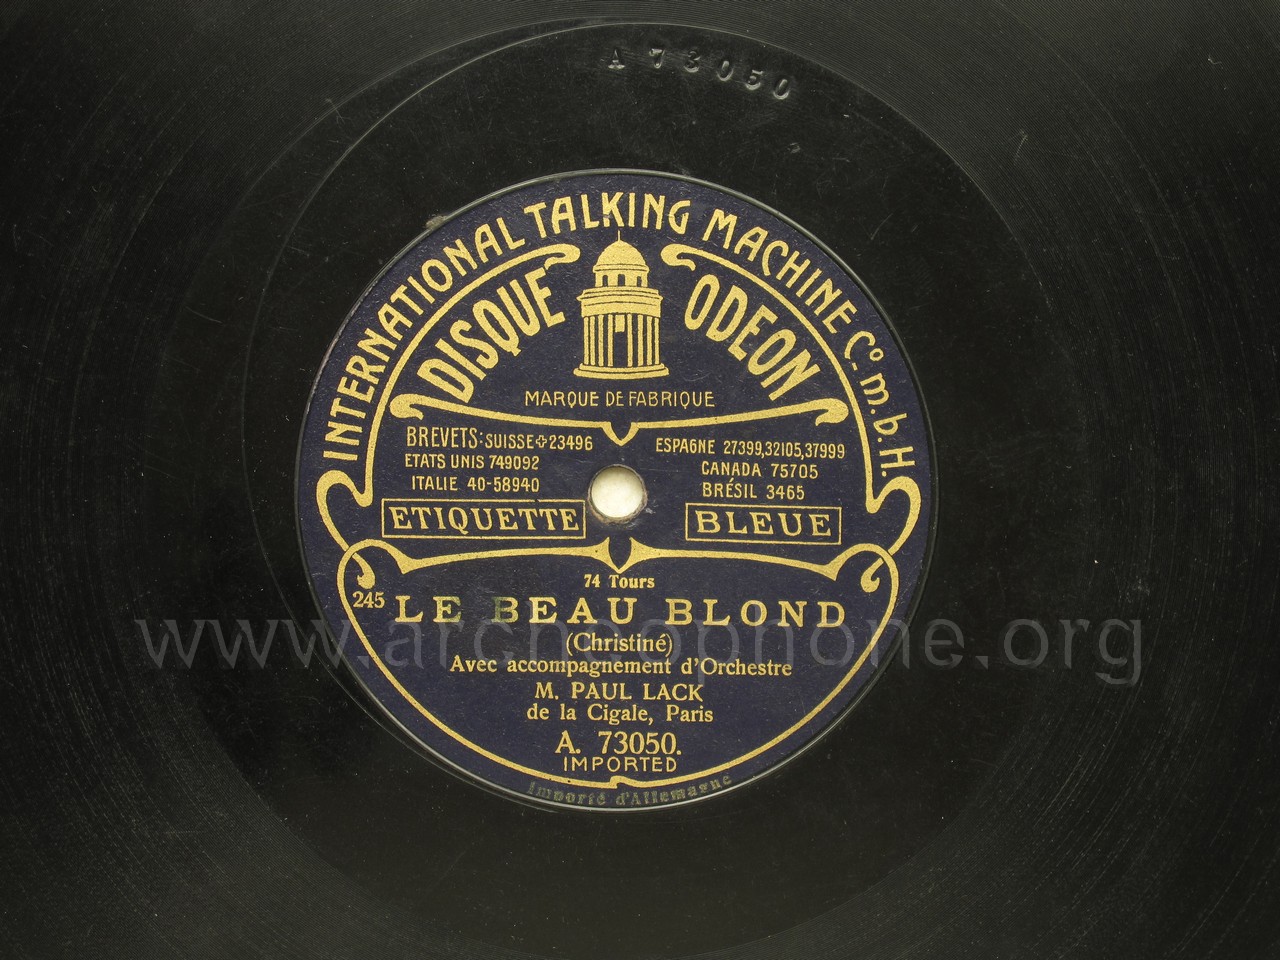 A 73050
INTERNATIONAL TALKING MACHINE Co. m. b. H.
DISQUE ODEON
MARQUE DE FABRIQUE
BREVETS: SUISSE✢23496
ETATS UNIS 749092
ITALIE 40-58940
ESPAGNE 27399,32105,37999
CANADA 75705
BRÉSIL 3465
ETIQUETTE BLEUE
74 Tours
245 LE BEAU BLOND
(Christiné)
Avec accompagnement d'Orchestre
M. PAUL LACK
de la Cigale, Paris
A. 73050.
IMPORTED
Importé d'Allemagne
www.archeophone.org